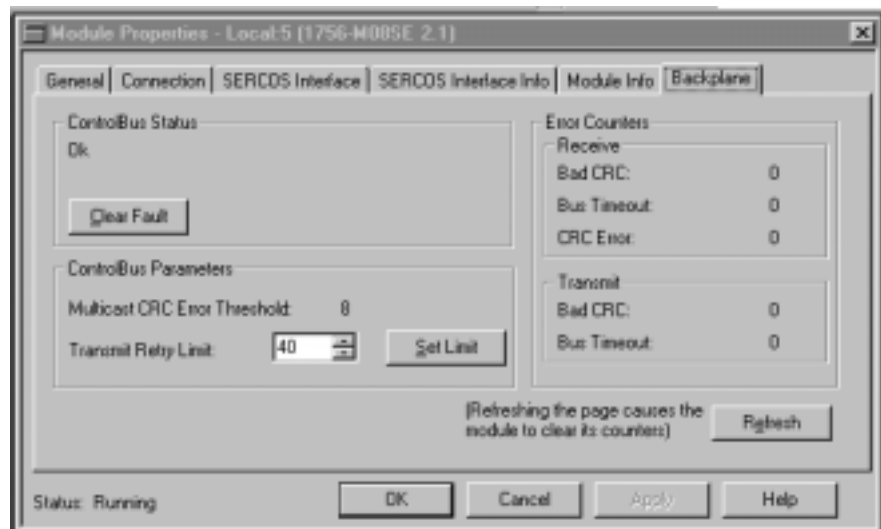 Module Properties - Local:5 (1756-M08SE 2.1)
General Connection SERCOS Interface SERCOS Interface Info Module Info Backplane
ControlBus Status
Ok
Clear Fault
ControlBus Parameters
Multicast CRC Error Threshold: 8
Transmit Retry Limit: 40 Set Limit
Error Counters
Receive
Bad CRC: 0
Bus Timeout: 0
CRC Error: 0
Transmit
Bad CRC: 0
Bus Timeout: 0
(Refreshing the page causes the
module to clear its counters)
Refresh
Status: Running
OK Cancel Apply Help